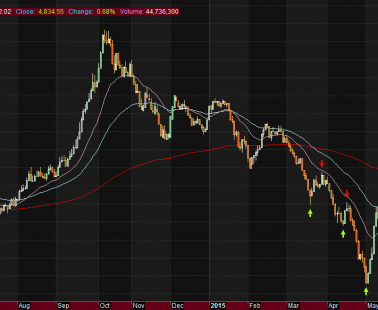 2.02 Close: 4,834.55 Change: 0.68% Volume: 44,736,300
Aug Sep Oct Nov Dec 2015 Feb Mar Apr May